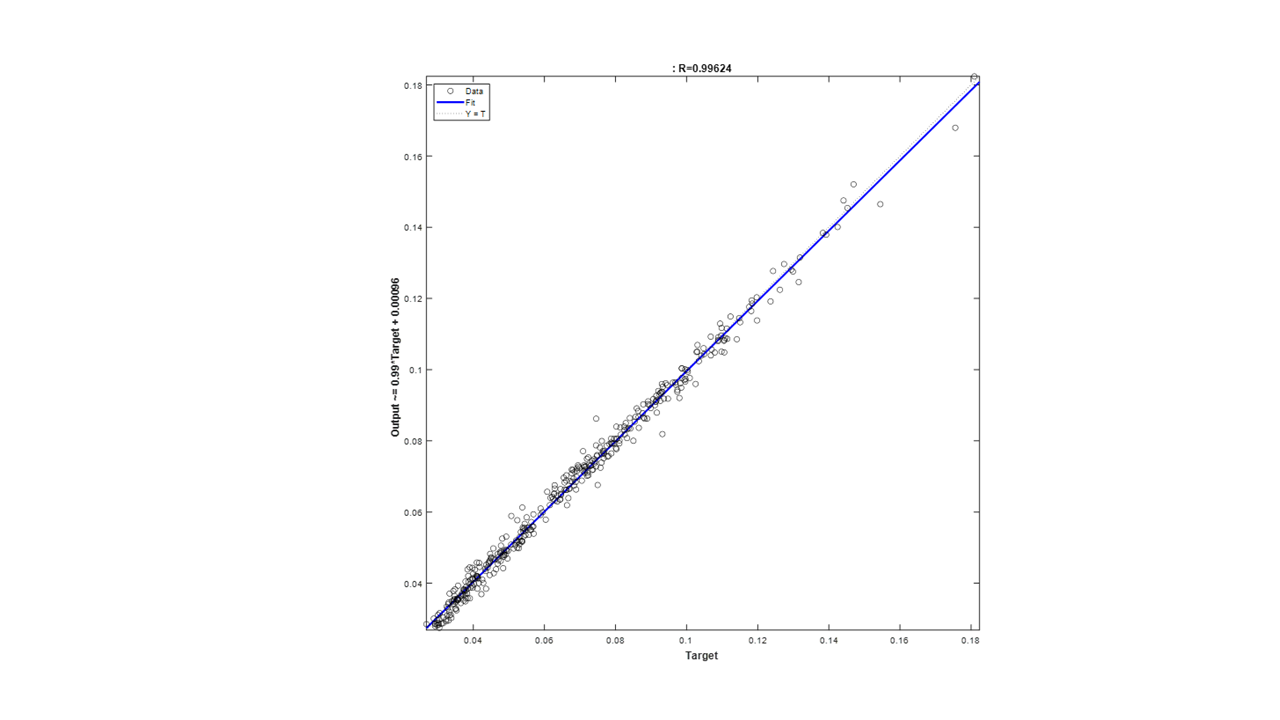 : R=0.99624
Data
Fit
Y = T
0.18
0.16
0.14
0.12
0.1
0.08
0.06
0.04
Output ~= 0.99*Target + 0.00096
0.04 0.06 0.08 0.1 0.12 0.14 0.16 0.18
Target